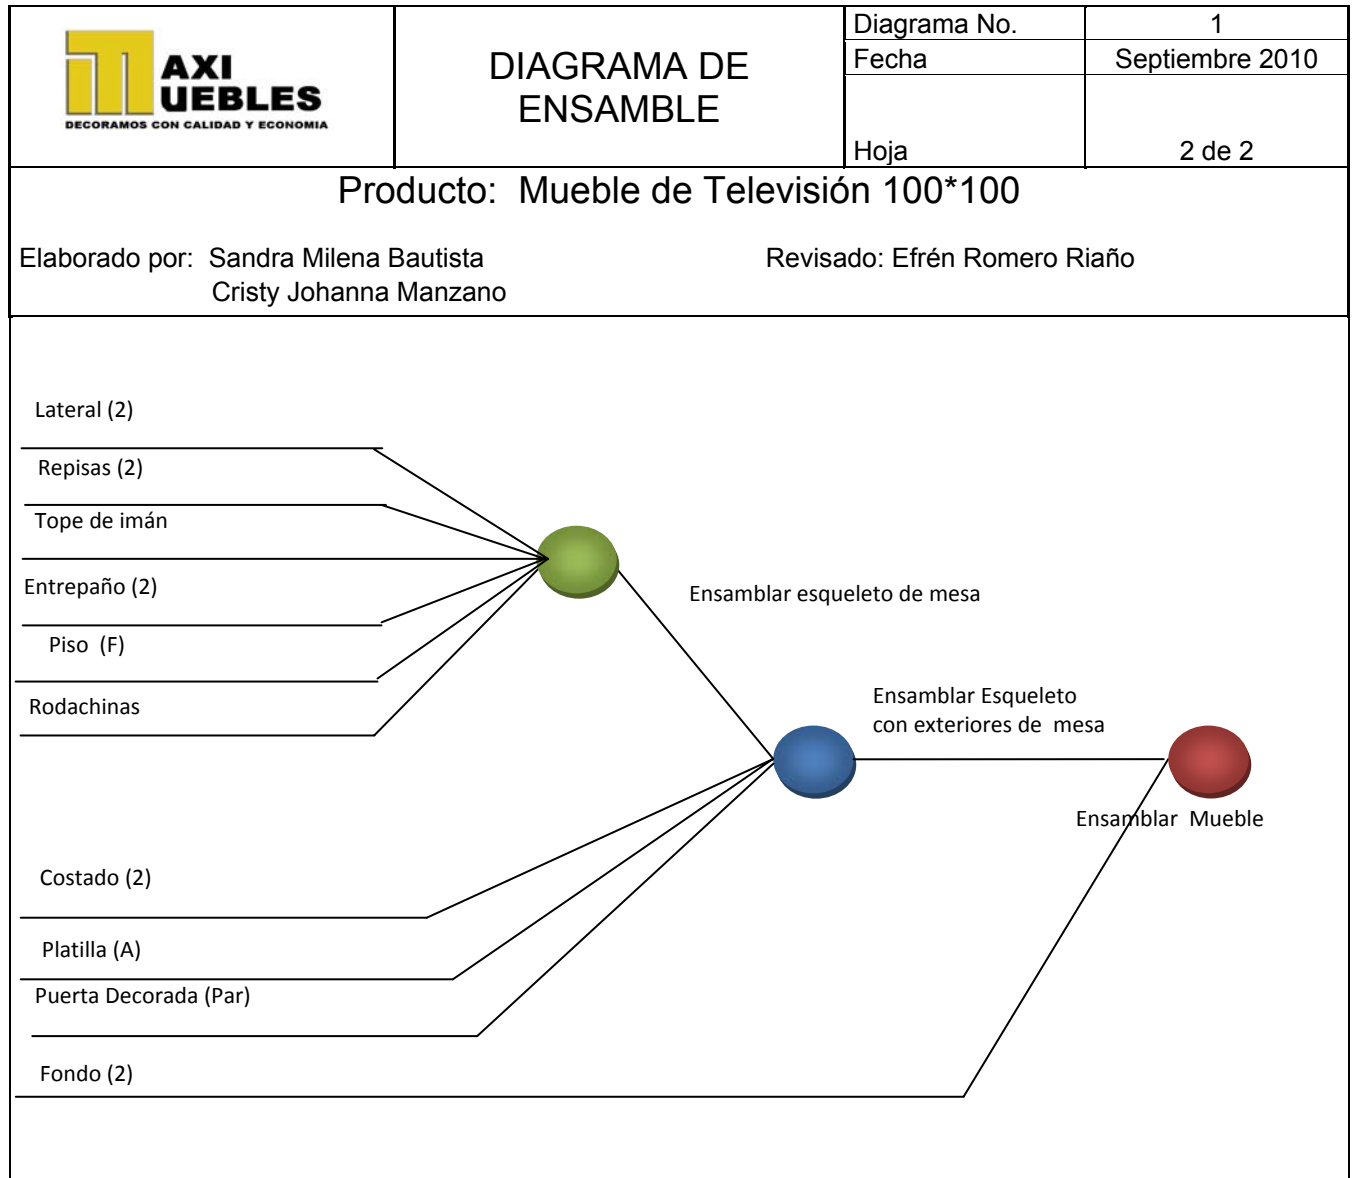 AXI
UEBLES
DECORAMOS CON CALIDAD Y ECONOMIA
DIAGRAMA DE
ENSAMBLE
Diagrama No. 1
Fecha Septiembre 2010
Hoja 2 de 2
Producto: Mueble de Televisión 100*100
Elaborado por: Sandra Milena Bautista Revisado: Efrén Romero Riaño
Cristy Johanna Manzano
Lateral (2)
Repisas (2)
Tope de imán
Entrepaño (2)
Piso (F)
Rodachinas
Ensamblar esqueleto de mesa
Ensamblar Esqueleto
con exteriores de mesa
Ensamblar Mueble
Costado (2)
Platilla (A)
Puerta Decorada (Par)
Fondo (2)